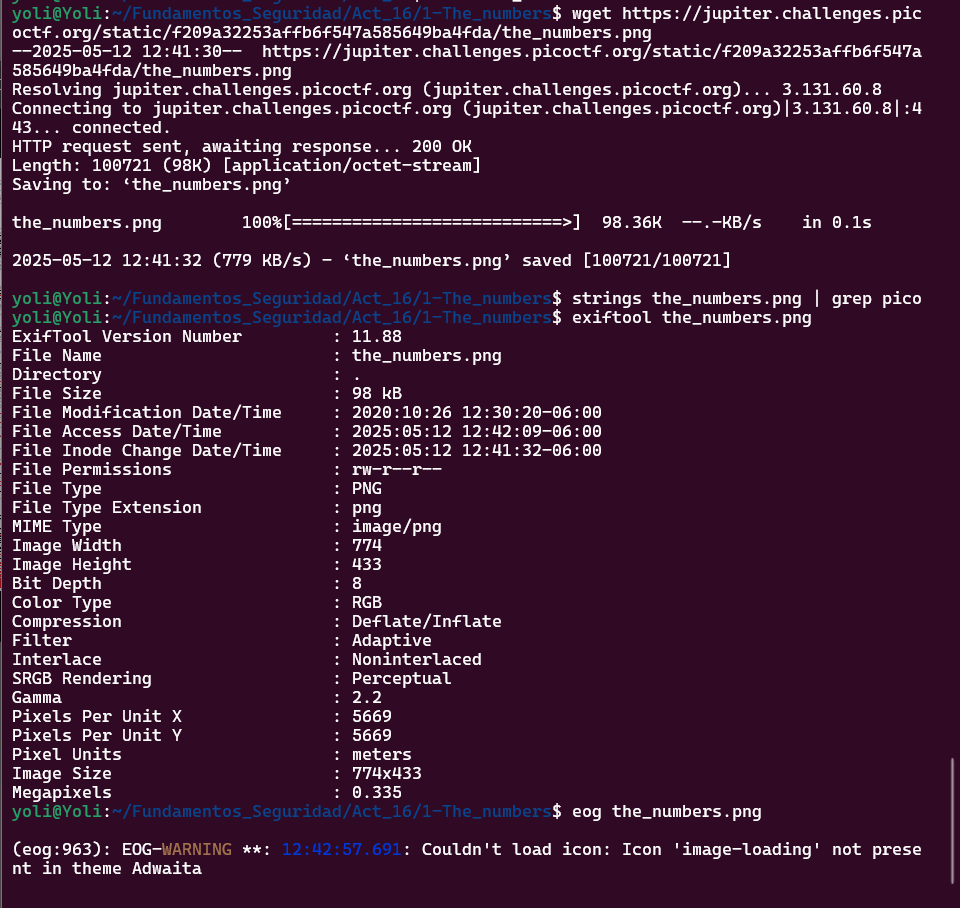 yoli@Yoli:~/Fundamentos_Seguridad/Act_16/1-The_numbers$ wget https://jupiter.challenges.pic
octf.org/static/f209a32253affb6f547a585649ba4fda/the_numbers.png
--2025-05-12 12:41:30--  https://jupiter.challenges.picoctf.org/static/f209a32253affb6f547a
585649ba4fda/the_numbers.png
Resolving jupiter.challenges.picoctf.org (jupiter.challenges.picoctf.org)... 3.131.60.8
Connecting to jupiter.challenges.picoctf.org (jupiter.challenges.picoctf.org)|3.131.60.8|:4
43... connected.
HTTP request sent, awaiting response... 200 OK
Length: 100721 (98K) [application/octet-stream]
Saving to: ‘the_numbers.png’
the_numbers.png        100%[===========================>]  98.36K  --.-KB/s    in 0.1s
2025-05-12 12:41:32 (779 KB/s) - ‘the_numbers.png’ saved [100721/100721]
yoli@Yoli:~/Fundamentos_Seguridad/Act_16/1-The_numbers$ strings the_numbers.png | grep pico
yoli@Yoli:~/Fundamentos_Seguridad/Act_16/1-The_numbers$ exiftool the_numbers.png
ExifTool Version Number         : 11.88
File Name                       : the_numbers.png
Directory                       : .
File Size                       : 98 kB
File Modification Date/Time     : 2020:10:26 12:30:20-06:00
File Access Date/Time           : 2025:05:12 12:42:09-06:00
File Inode Change Date/Time     : 2025:05:12 12:41:32-06:00
File Permissions                : rw-r--r--
File Type                       : PNG
File Type Extension             : png
MIME Type                       : image/png
Image Width                     : 774
Image Height                    : 433
Bit Depth                       : 8
Color Type                      : RGB
Compression                     : Deflate/Inflate
Filter                          : Adaptive
Interlace                       : Noninterlaced
SRGB Rendering                  : Perceptual
Gamma                           : 2.2
Pixels Per Unit X               : 5669
Pixels Per Unit Y               : 5669
Pixel Units                     : meters
Image Size                      : 774x433
Megapixels                      : 0.335
yoli@Yoli:~/Fundamentos_Seguridad/Act_16/1-The_numbers$ eog the_numbers.png
(eog:963): EOG-WARNING **: 12:42:57.691: Couldn't load icon: Icon 'image-loading' not prese
nt in theme Adwaita